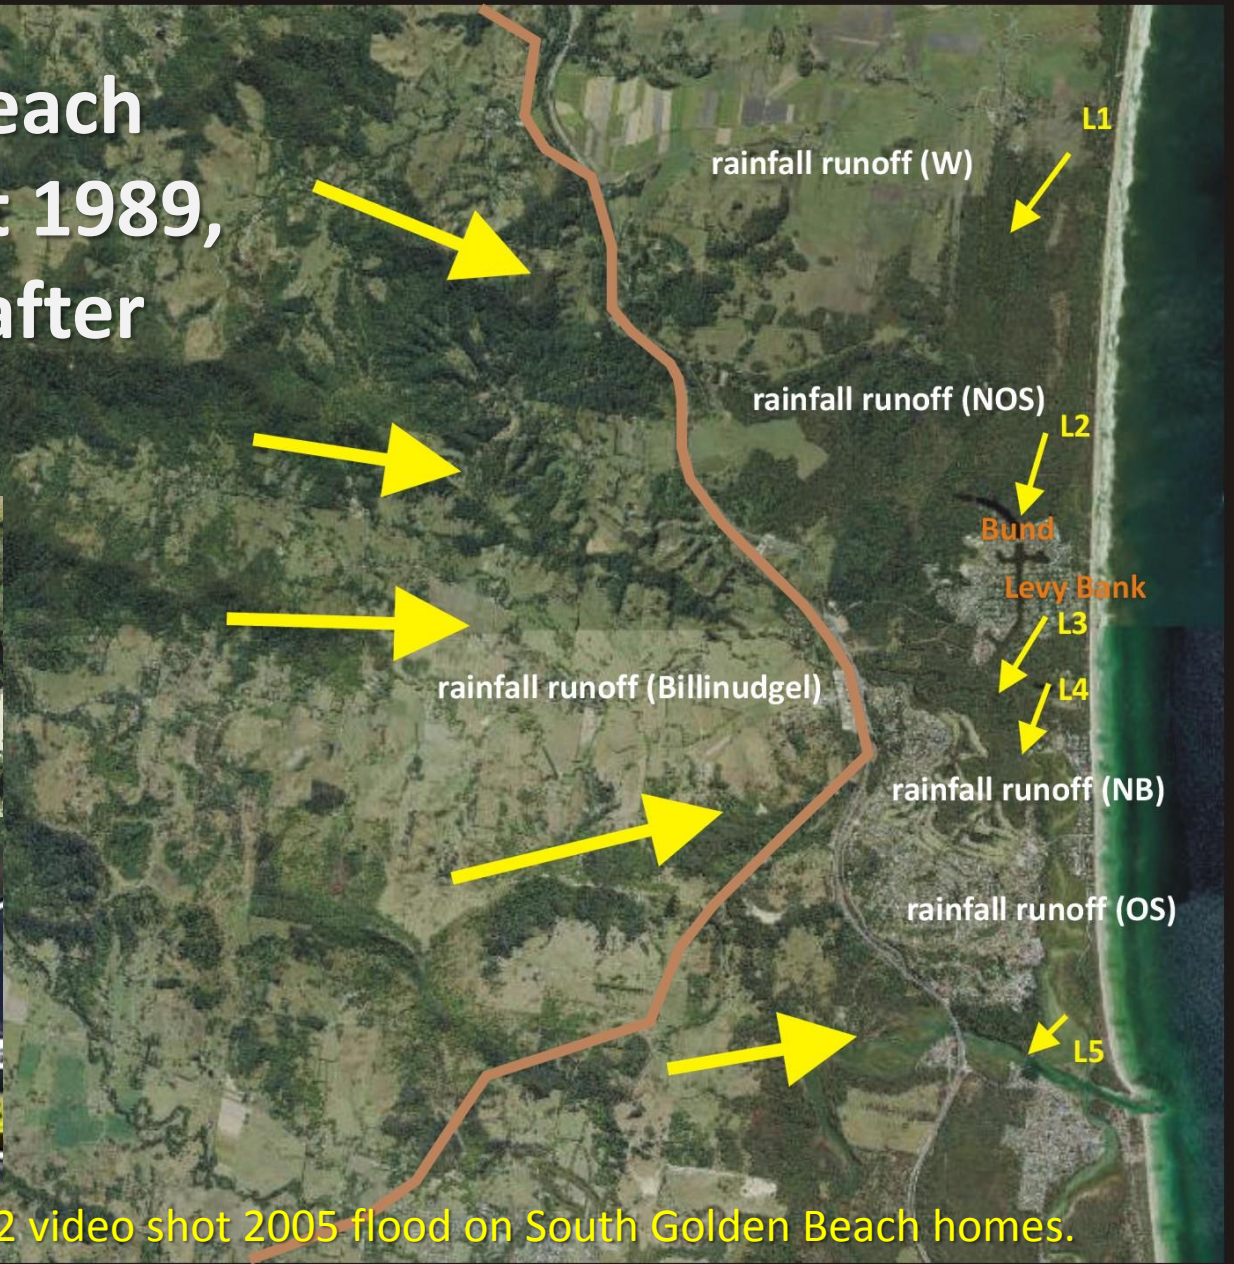 each
t 1989,
after
L1
rainfall runoff (W)
rainfall runoff (NOS)
L2
Bund
Levy Bank
L3
rainfall runoff (Billinudgel)
L4
rainfall runoff (NB)
rainfall runoff (OS)
L5
2 video shot 2005 flood on South Golden Beach homes.